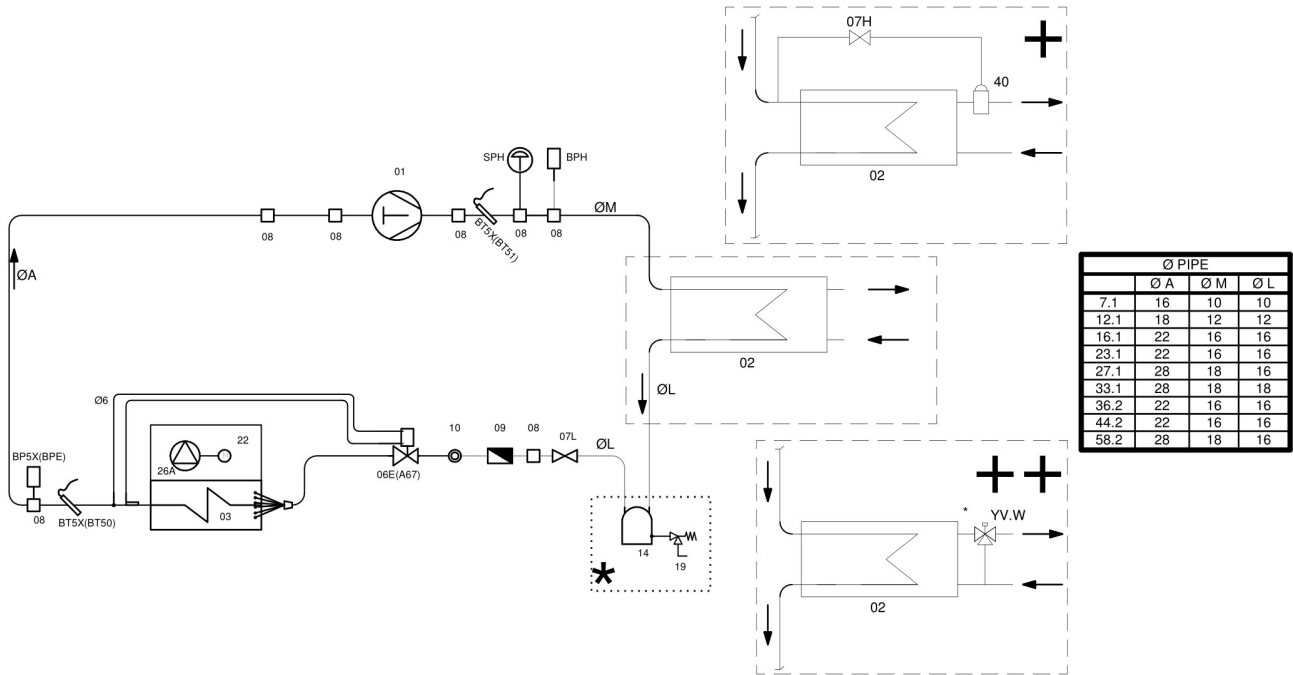 07H
+
40
02
SPH
BPH
01
ØM
08
08
08
BT5X(BT51)
08
08
ØA
02
ØL
Ø PIPE
Ø A Ø M Ø L
7.1 16 10 10
12.1 18 12 12
16.1 22 16 16
23.1 22 16 16
27.1 28 18 16
33.1 28 18 18
36.2 22 16 16
44.2 22 16 16
58.2 28 18 16
Ø6
22
26A
10
09
08
07L
ØL
06E(A67)
BP5X(BPE)
08
BT5X(BT50)
03
14
19
*
++
* YV.W
02